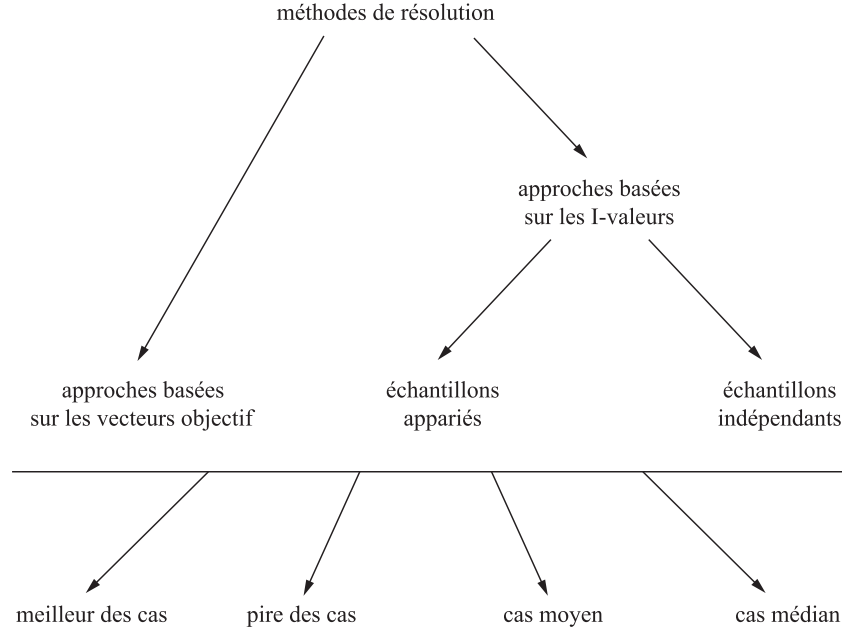 méthodes de résolution
approches basées
sur les I-valeurs
approches basées
sur les vecteurs objectif
échantillons
appariés
échantillons
indépendants
meilleur des cas
pire des cas
cas moyen
cas médian